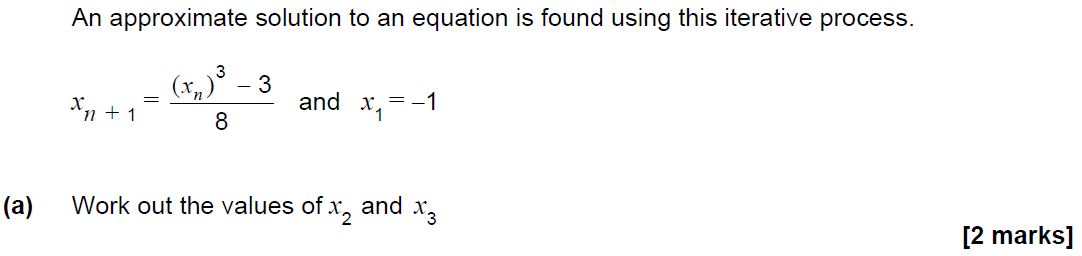 An approximate solution to an equation is found using this iterative process.
xₙ ₊ ₁ = (xₙ)³ – 3 / 8 and x₁ = –1
(a) Work out the values of x₂ and x₃
[2 marks]